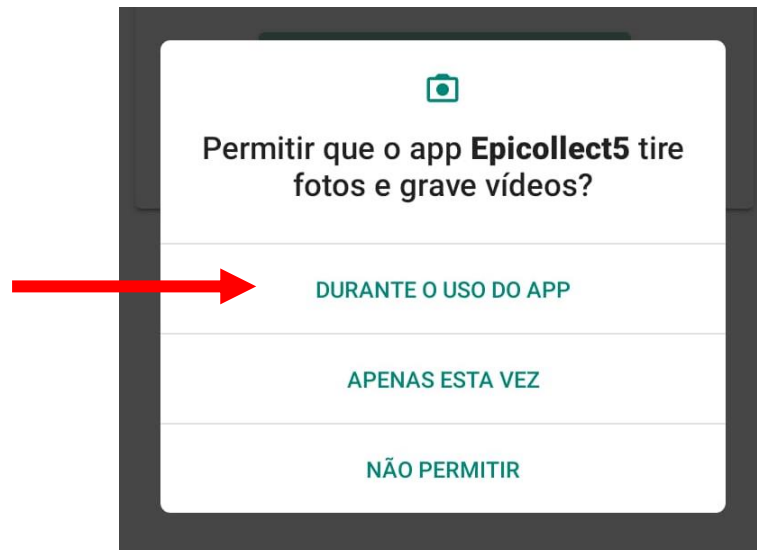 Permitir que o app Epicollect5 tire
fotos e grave vídeos?
DURANTE O USO DO APP
APENAS ESTA VEZ
NÃO PERMITIR